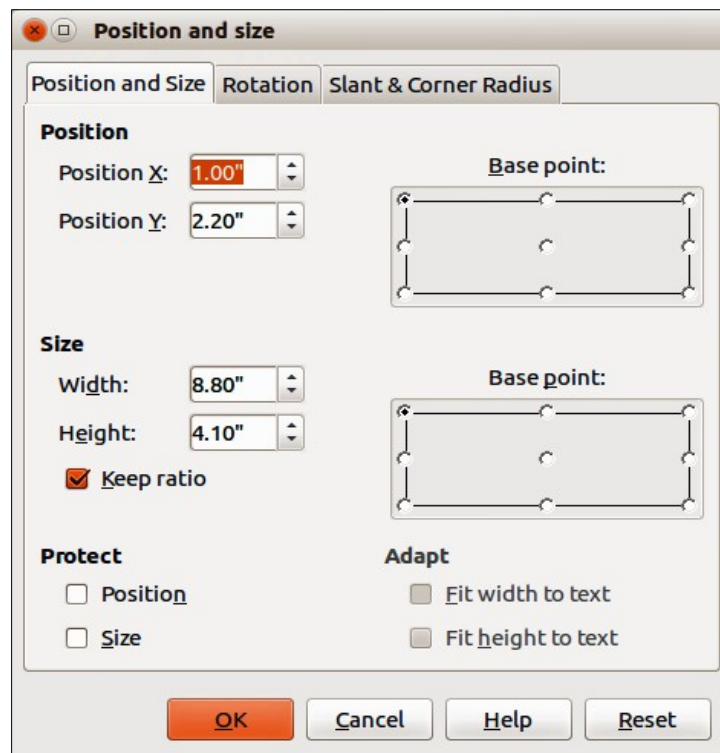 Position and size
Position and Size Rotation Slant & Corner Radius
Position
Position X: 1.00"
Base point:
Position Y: 2.20"
Size
Width: 8.80"
Base point:
Height: 4.10"
Keep ratio
Protect Adapt
Position Fit width to text
Size Fit height to text
OK Cancel Help Reset